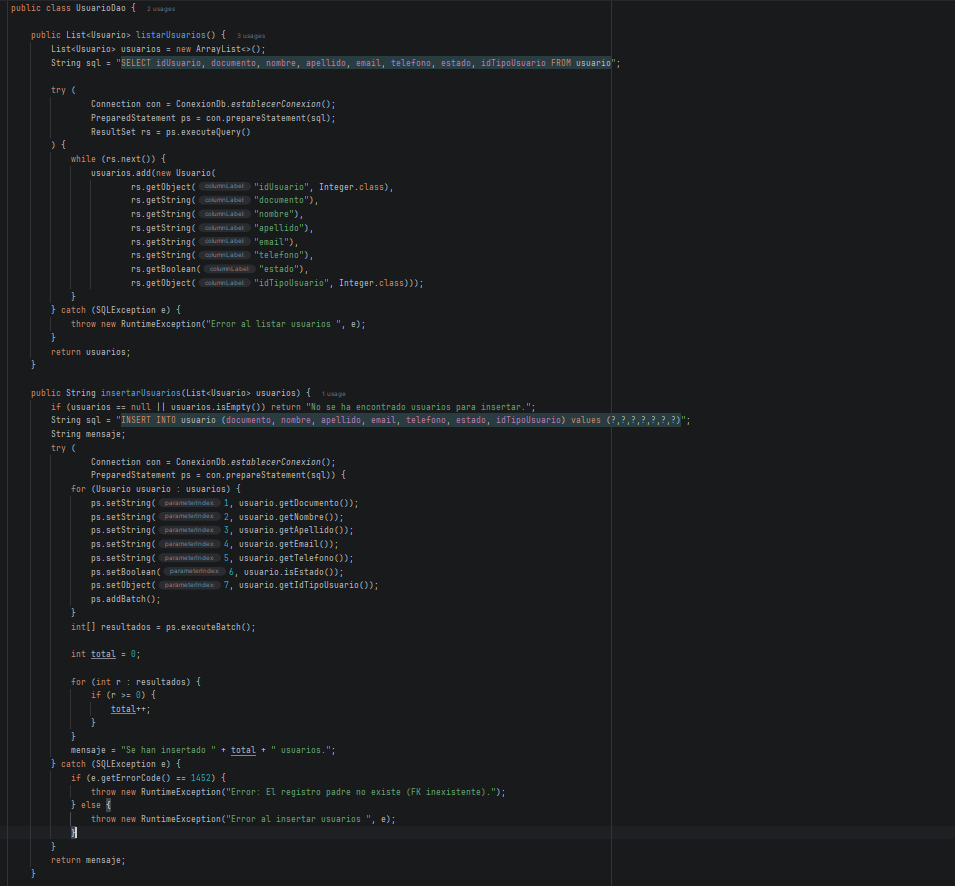 public class UsuarioDao { 2 usages
public List<Usuario> listarUsuarios() { 3 usages
List<Usuario> usuarios = new ArrayList<>();
String sql = "SELECT idUsuario, documento, nombre, apellido, email, telefono, estado, idTipoUsuario FROM usuario";
try (
Connection con = ConexionDb.establecerConexion();
PreparedStatement ps = con.prepareStatement(sql);
ResultSet rs = ps.executeQuery()
) {
while (rs.next()) {
usuarios.add(new Usuario(
rs.getObject( columnLabel "idUsuario", Integer.class),
rs.getString( columnLabel "documento"),
rs.getString( columnLabel "nombre"),
rs.getString( columnLabel "apellido"),
rs.getString( columnLabel "email"),
rs.getString( columnLabel "telefono"),
rs.getBoolean( columnLabel "estado"),
rs.getObject( columnLabel "idTipoUsuario", Integer.class)));
}
} catch (SQLException e) {
throw new RuntimeException("Error al listar usuarios ", e);
}
return usuarios;
}
public String insertarUsuarios(List<Usuario> usuarios) { 1 usage
if (usuarios == null || usuarios.isEmpty()) return "No se ha encontrado usuarios para insertar.";
String sql = "INSERT INTO usuario (documento, nombre, apellido, email, telefono, estado, idTipoUsuario) values (?,?,?,?,?,?,?)";
String mensaje;
try (
Connection con = ConexionDb.establecerConexion();
PreparedStatement ps = con.prepareStatement(sql)) {
for (Usuario usuario : usuarios) {
ps.setString( parameterIndex 1, usuario.getDocumento());
ps.setString( parameterIndex 2, usuario.getNombre());
ps.setString( parameterIndex 3, usuario.getApellido());
ps.setString( parameterIndex 4, usuario.getEmail());
ps.setString( parameterIndex 5, usuario.getTelefono());
ps.setBoolean( parameterIndex 6, usuario.isEstado());
ps.setObject( parameterIndex 7, usuario.getIdTipoUsuario());
ps.addBatch();
}
int[] resultados = ps.executeBatch();
int total = 0;
for (int r : resultados) {
if (r >= 0) {
total++;
}
}
mensaje = "Se han insertado " + total + " usuarios.";
} catch (SQLException e) {
if (e.getErrorCode() == 1452) {
throw new RuntimeException("Error: El registro padre no existe (FK inexistente).");
} else {
throw new RuntimeException("Error al insertar usuarios ", e);
}
}
return mensaje;
}